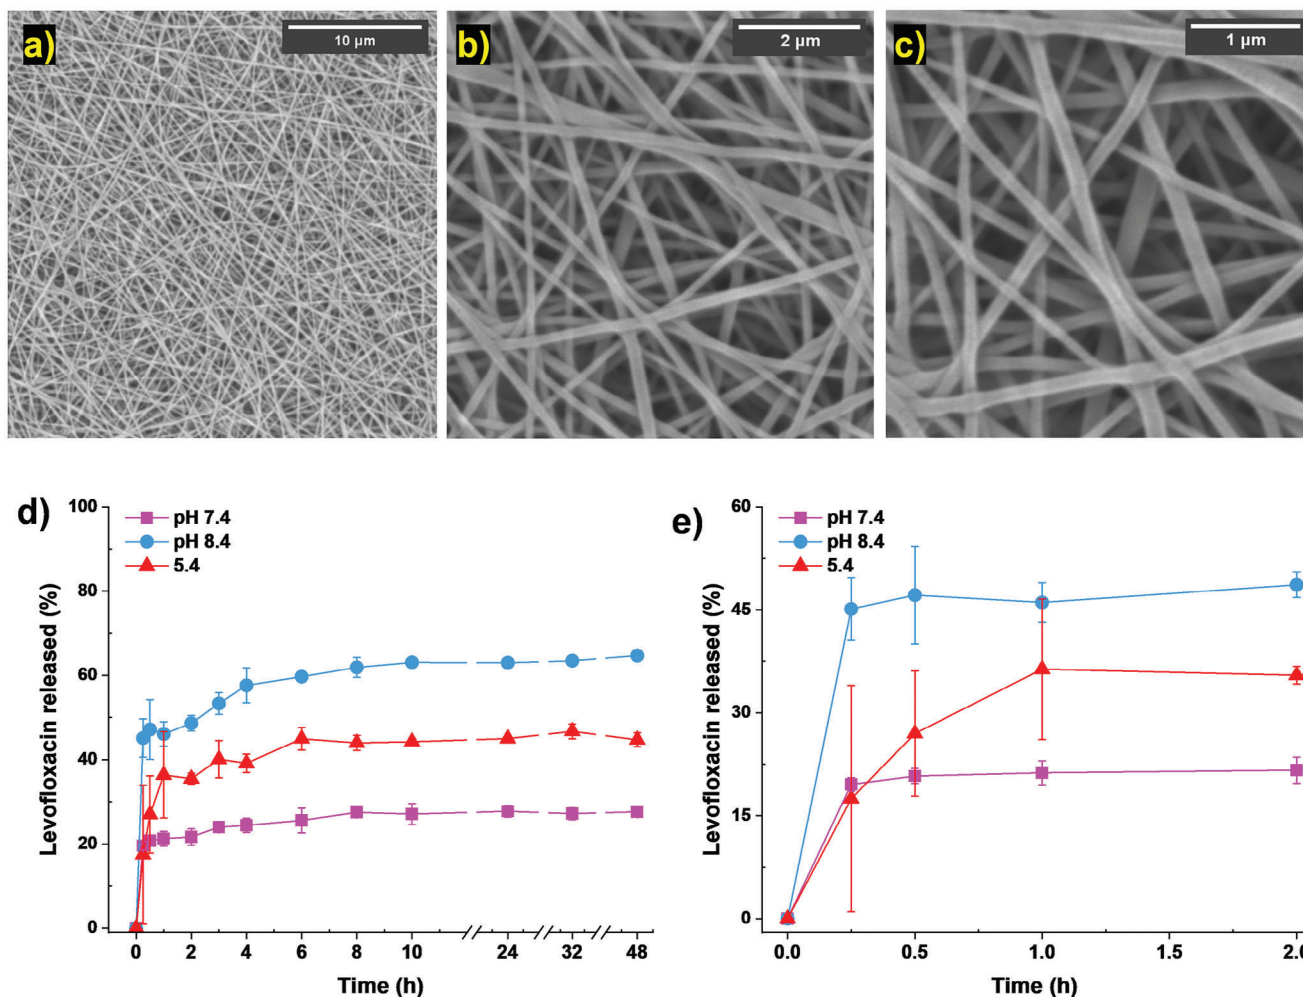 a)
10 µm
b)
2 µm
c)
1 µm
d)
pH 7.4
pH 8.4
5.4
Levofloxacin released (%)
100
80
60
40
20
0
0 2 4 6 8 10 24 32 48
Time (h)
e)
pH 7.4
pH 8.4
5.4
Levofloxacin released (%)
60
45
30
15
0
0.0 0.5 1.0 1.5 2.0
Time (h)